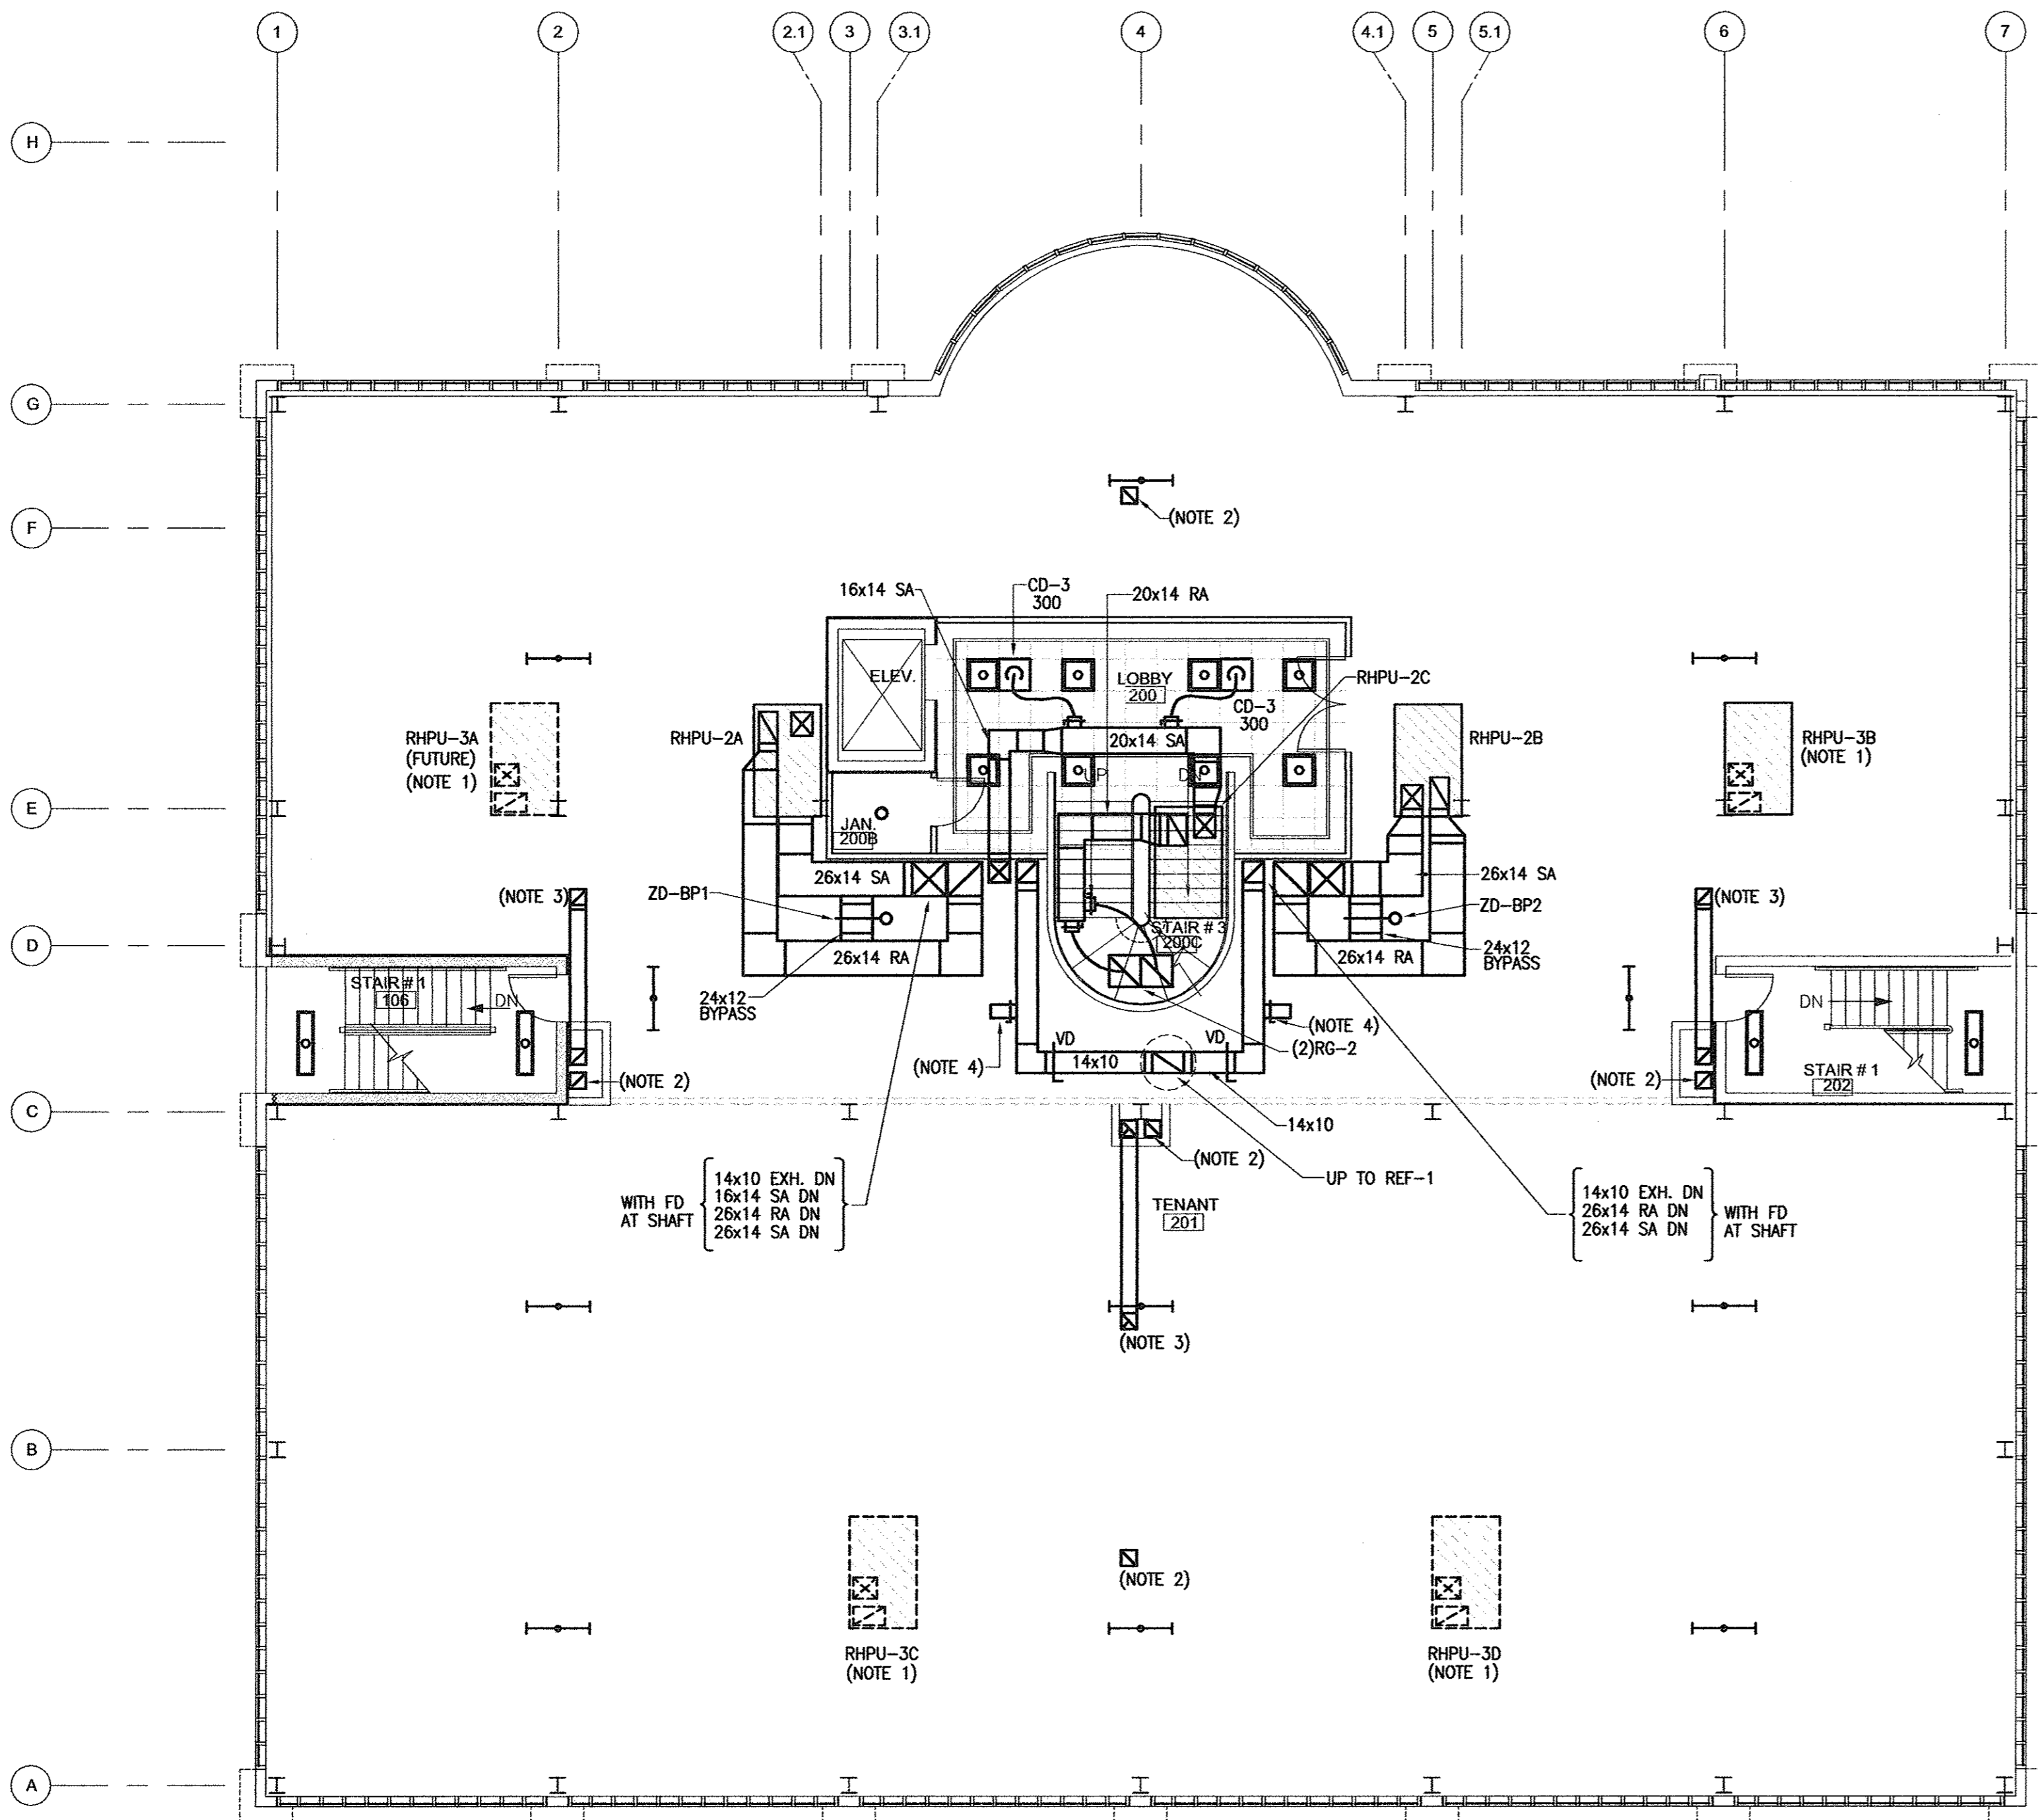 1
2
2.1
3
3.1
4
4.1
5
5.1
6
7
H
G
F
(NOTE 2)
16x14 SA
CD-3
300
20x14 RA
ELEV.
LOBBY
200
RHPU-2C
CD-3
300
RHPU-3A
(FUTURE)
(NOTE 1)
RHPU-2A
20x14 SA
RHPU-2B
RHPU-3B
(NOTE 1)
UP
DN
E
JAN.
200B
26x14 SA
26x14 SA
(NOTE 3)
ZD-BP1
ZD-BP2
(NOTE 3)
D
STAIR # 3
200C
26x14 RA
26x14 RA
24x12
BYPASS
24x12
BYPASS
STAIR # 1
106
DN
DN
(NOTE 4)
(NOTE 4)
VD
VD
(2)RG-2
14x10
(NOTE 2)
(NOTE 2)
STAIR # 1
202
C
14x10
(NOTE 2)
UP TO REF-1
WITH FD
AT SHAFT
14x10 EXH. DN
16x14 SA DN
26x14 RA DN
26x14 SA DN
TENANT
201
14x10 EXH. DN
26x14 RA DN
26x14 SA DN
WITH FD
AT SHAFT
(NOTE 3)
B
(NOTE 2)
RHPU-3C
(NOTE 1)
RHPU-3D
(NOTE 1)
A